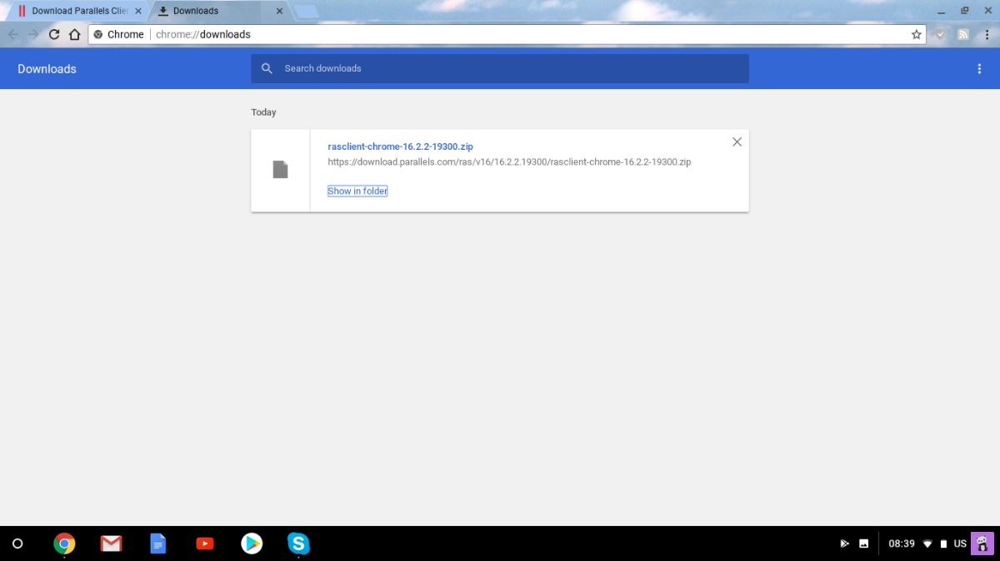 Download Parallels Clie
Downloads
Chrome chrome://downloads
Downloads
Search downloads
Today
rasclient-chrome-16.2.2-19300.zip
https://download.parallels.com/ras/v16/16.2.2.19300/rasclient-chrome-16.2.2-19300.zip
Show in folder
08:39 US